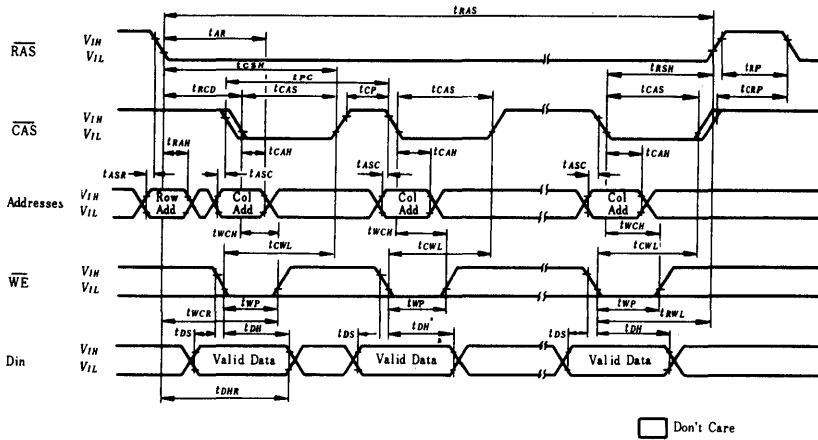 tRAS
RAS VIH
VIL
tAR
tCSH
tPC
tRSH
tRP
tRCD tCAS tCP tCAS tCAS tCRP
CAS VIH
VIL
tRAH tCAH tCAH tCAH
tASR tASC tASC tASC
Addresses VIH
VIL
Row Add Col Add Col Add Col Add
tWCH tWCH tWCH
tCWL tCWL tCWL
WE VIH
VIL
tWP tWP tWP
tWCR tRWL
tDS tDH tDS tDH tDS tDH
Din VIH
VIL
Valid Data Valid Data Valid Data
tDHR
Don't Care